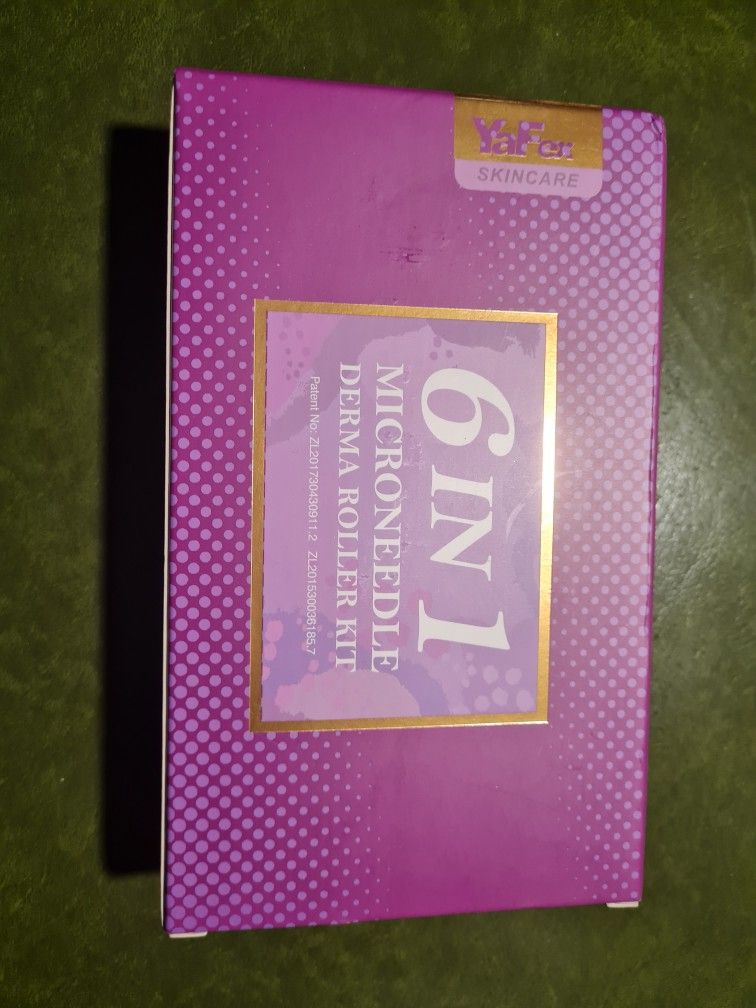 YaFex
SKINCARE
6 IN 1
MICRONEEDLE
DERMA ROLLER KIT
Patent No: ZL201730430911.2 ZL201530036185.7